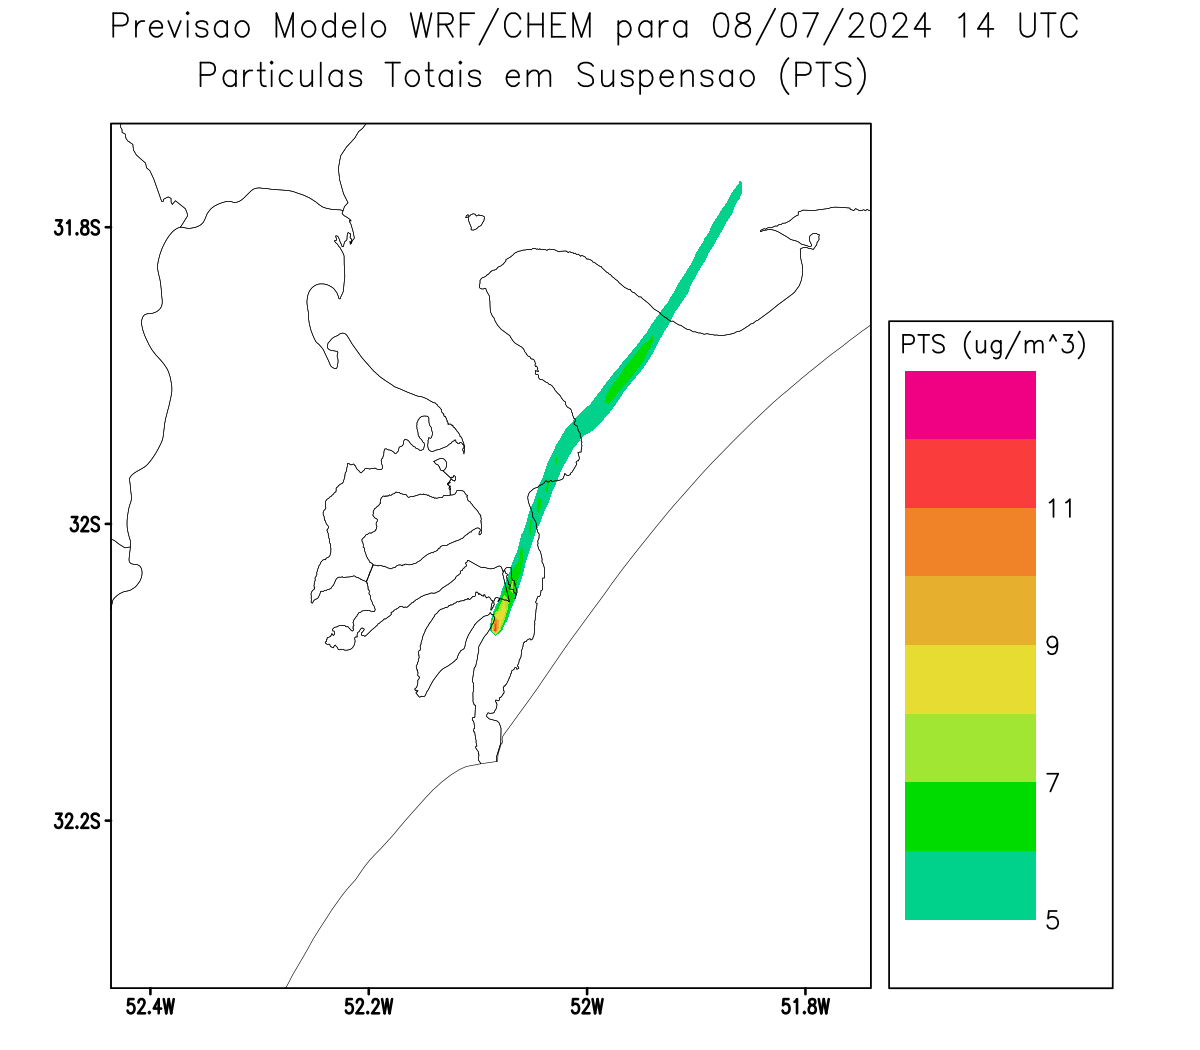 Previsao Modelo WRF/CHEM para 08/07/2024 14 UTC
Particulas Totais em Suspensao (PTS)
31.8S
32S
32.2S
52.4W
52.2W
52W
51.8W
PTS (ug/m^3)
11
9
7
5